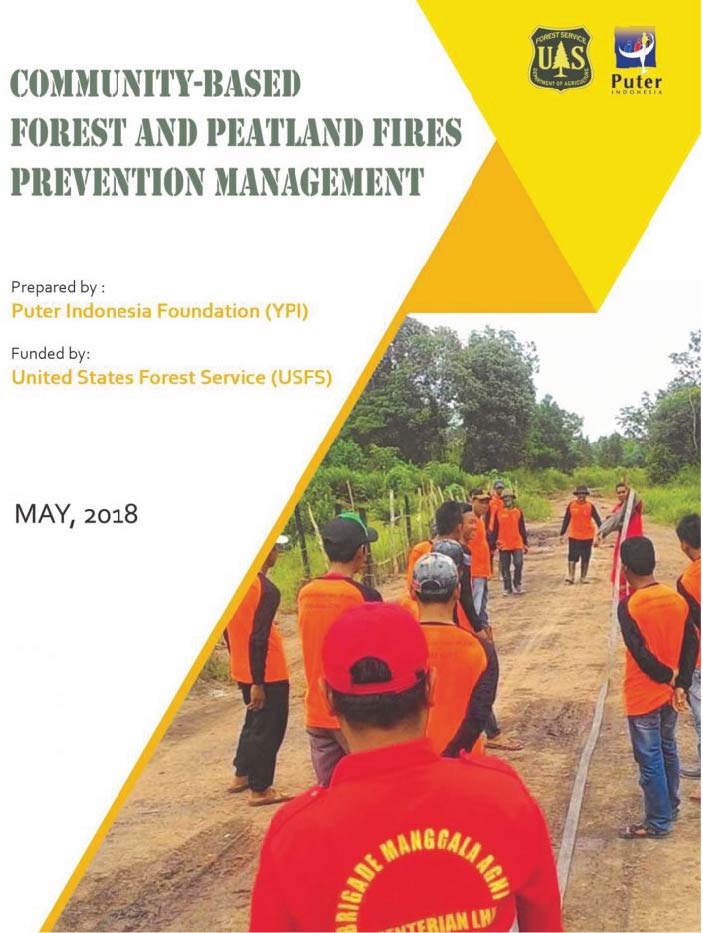 FOREST SERVICE
UAS
DEPARTMENT OF AGRICULTURE
Puter
INDONESIA
COMMUNITY-BASED
FOREST AND PEATLAND FIRES
PREVENTION MANAGEMENT
Prepared by :
Puter Indonesia Foundation (YPI)
Funded by:
United States Forest Service (USFS)
MAY, 2018
BRIGADE MANGGALA AGNI